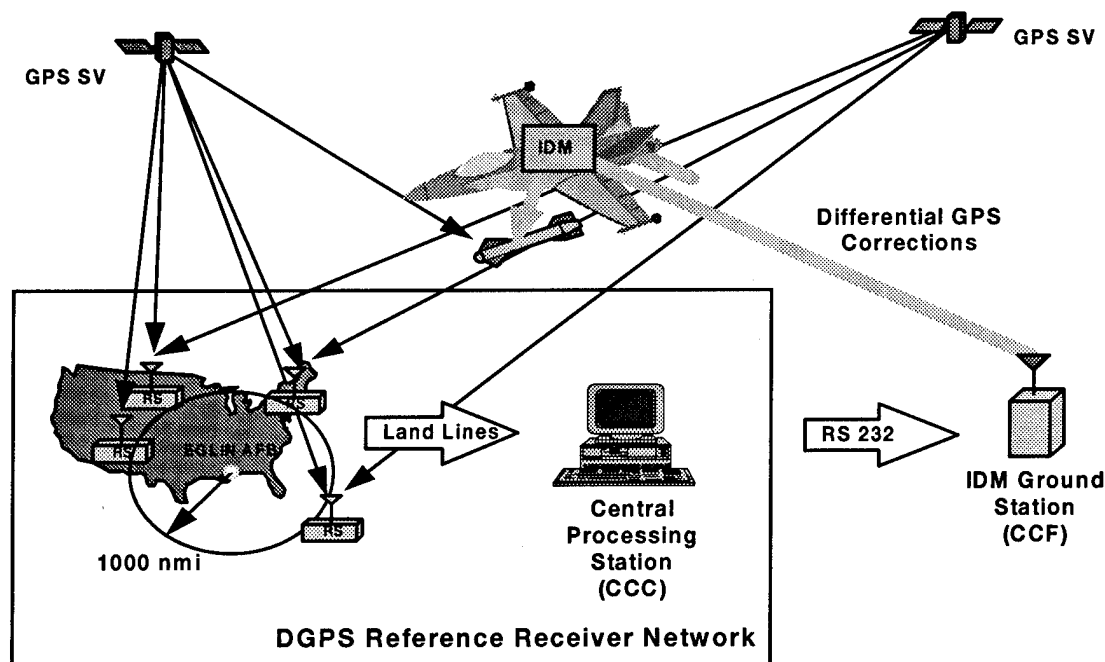 GPS SV
GPS SV
IDM
Differential GPS
Corrections
RS
RS
RS
EGLIN AFB
RS
1000 nmi
Land Lines
Central
Processing
Station
(CCC)
RS 232
IDM Ground
Station
(CCF)
DGPS Reference Receiver Network